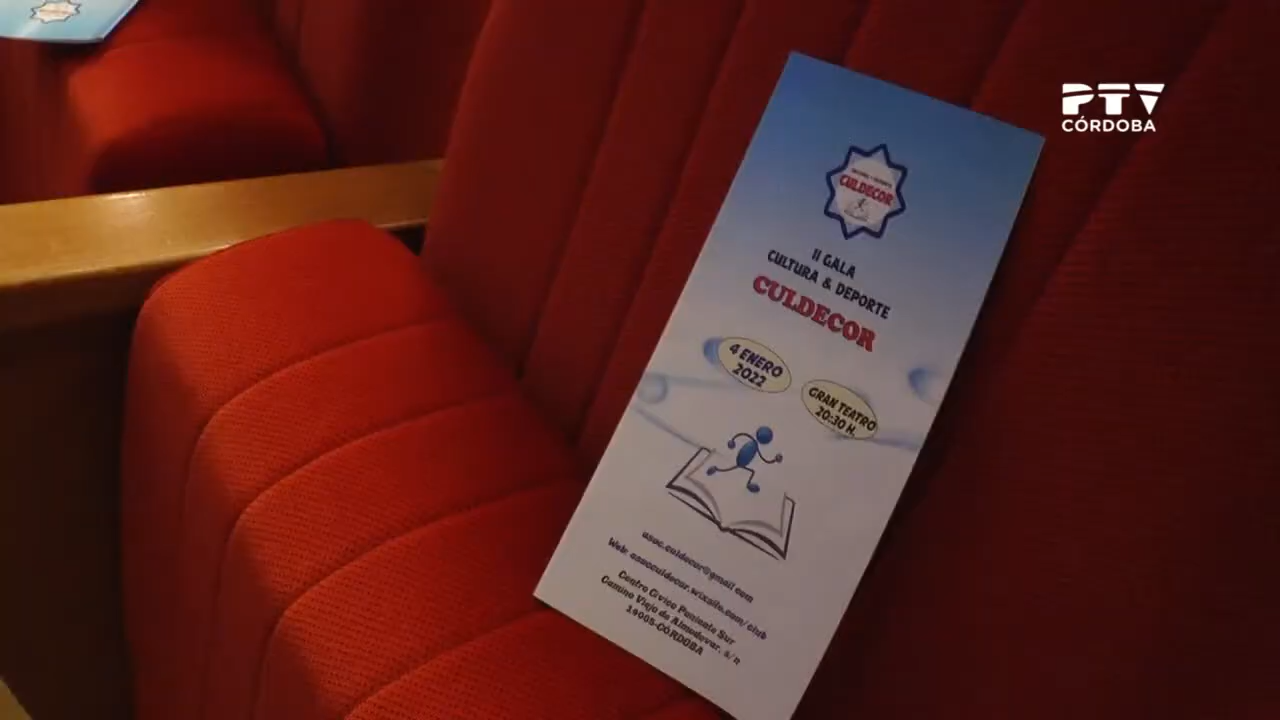 PTV
CÓRDOBA
CULDECOR
II GALA
CULTURA & DEPORTE
CULDECOR
4 ENERO
2022
GRAN TEATRO
20:30 H.
asoc.culdecor@gmail.com
Web: asocculdecor.wixsite.com/club
Centro Cívico Poniente Sur
Camino Viejo de Almodovar, s/n
14005-CÓRDOBA